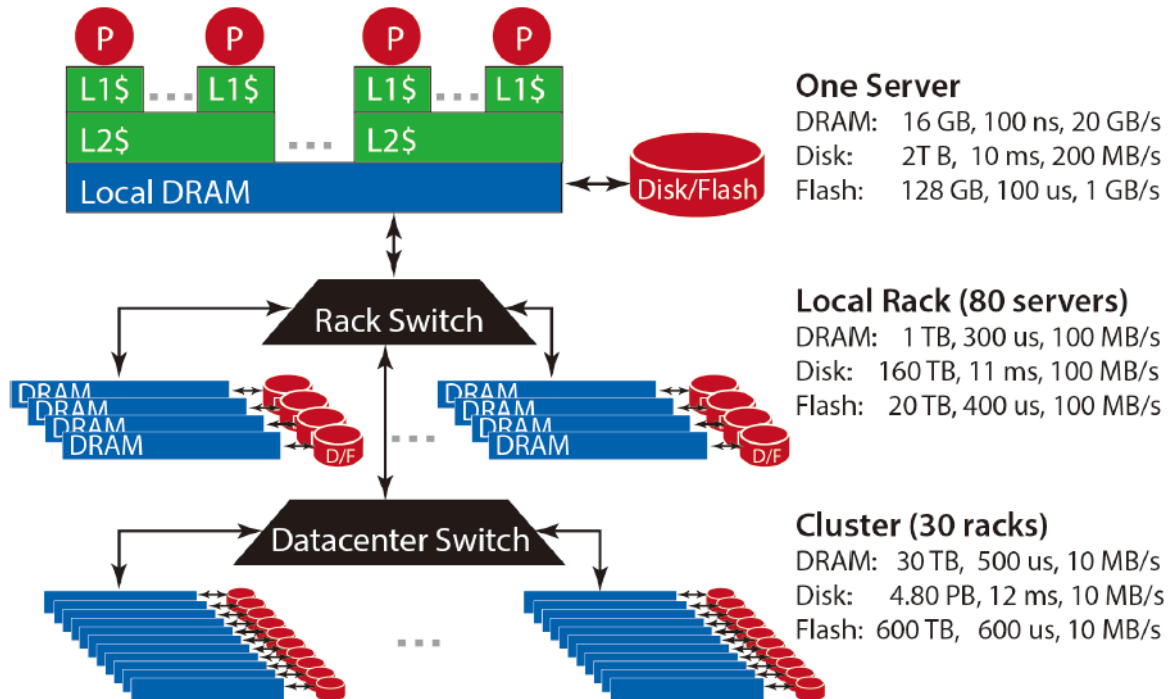 P P P P
L1$ L1$ L1$ L1$
L2$ L2$
Local DRAM
Disk/Flash
One Server
DRAM: 16 GB, 100 ns, 20 GB/s
Disk: 2T B, 10 ms, 200 MB/s
Flash: 128 GB, 100 us, 1 GB/s
Rack Switch
Local Rack (80 servers)
DRAM: 1 TB, 300 us, 100 MB/s
Disk: 160 TB, 11 ms, 100 MB/s
Flash: 20 TB, 400 us, 100 MB/s
DRAM DRAM
DRAM DRAM
DRAM DRAM
DRAM DRAM
D/F D/F
Datacenter Switch
Cluster (30 racks)
DRAM: 30 TB, 500 us, 10 MB/s
Disk: 4.80 PB, 12 ms, 10 MB/s
Flash: 600 TB, 600 us, 10 MB/s